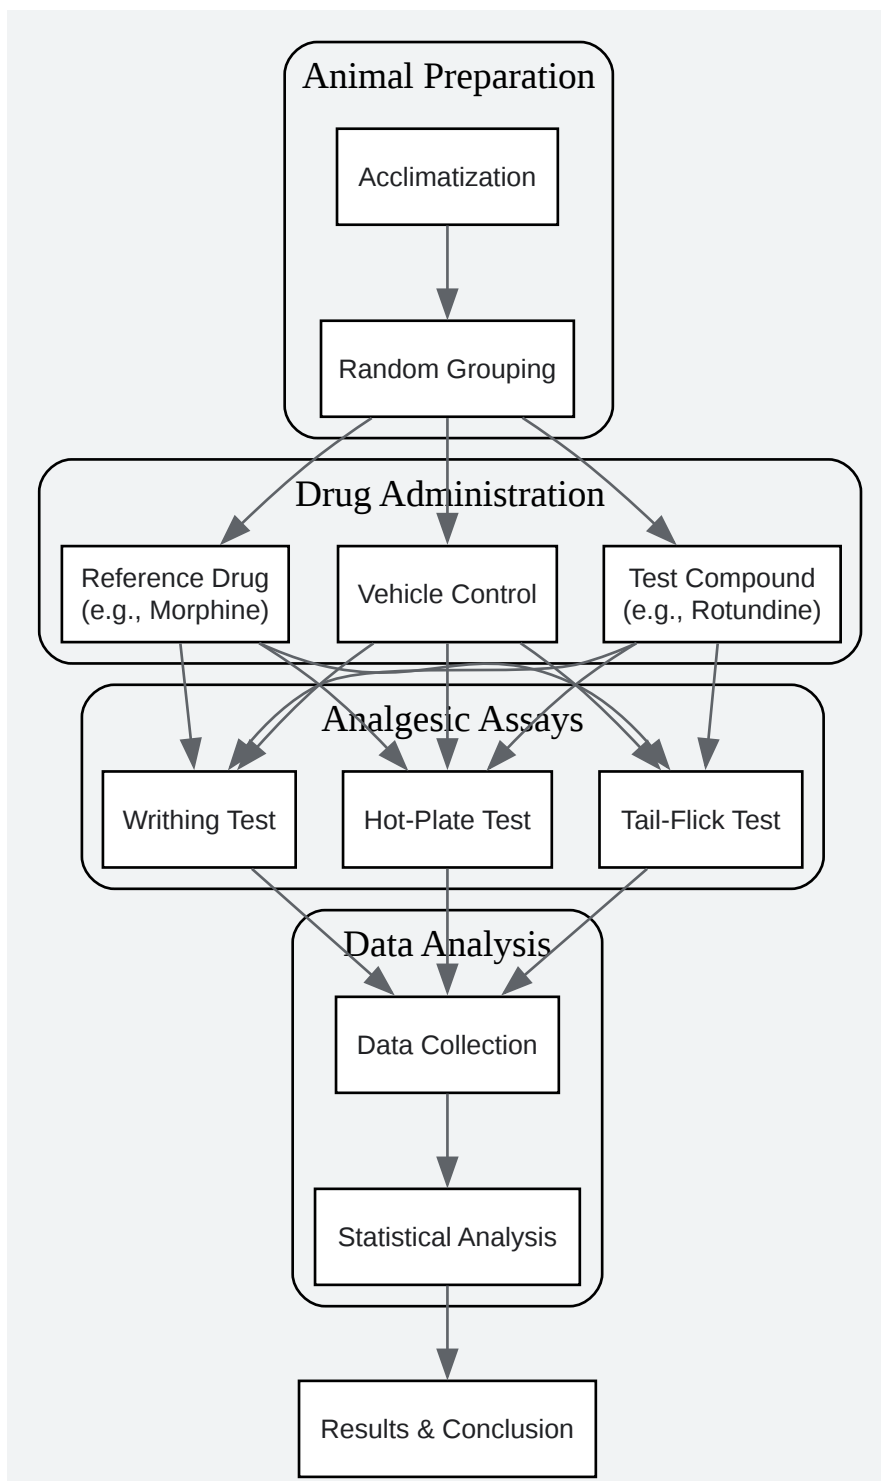 Animal Preparation
Acclimatization
Random Grouping
Drug Administration
Reference Drug
(e.g., Morphine)
Vehicle Control
Test Compound
(e.g., Rotundine)
Analgesic Assays
Writhing Test
Hot-Plate Test
Tail-Flick Test
Data Analysis
Data Collection
Statistical Analysis
Results & Conclusion